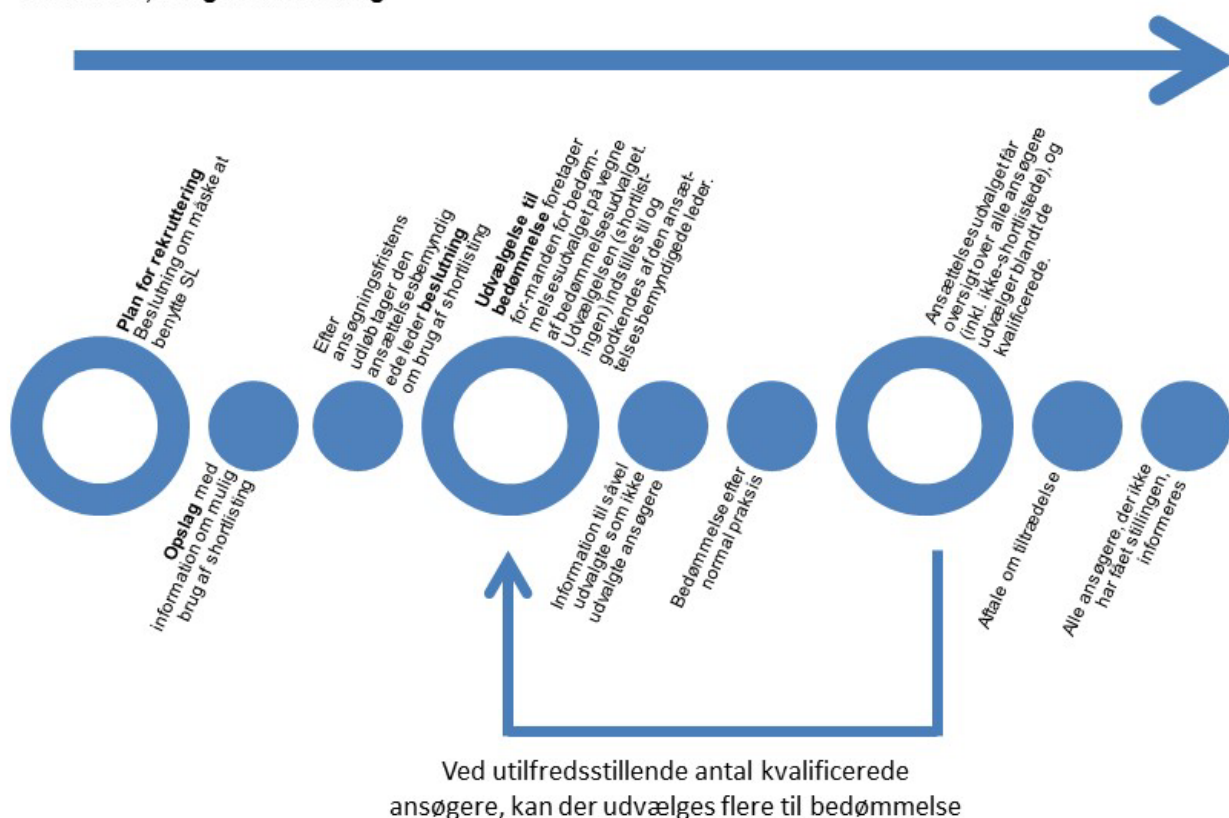 Plan for rekruttering
Beslutning om måske at
benytte SL
Opslag med
information om mulig
brug af shortlisting
Efter
ansøgningsfristens
udløb tager den
ansættelsesbemyndig
ede leder beslutning
om brug af shortlisting
Udvælgelse til
bedømmelse foretager
for-manden for bedøm-
melsesudvalget på vegne
af bedømmelsesudvalget.
Udvælgelsen (shortlist-
ingen) indstilles til og
godkendes af den ansæt-
telsesbemyndigede leder.
Information til såvel
udvalgte som ikke
udvalgte ansøgere
Bedømmelse efter
normal praksis
Ansættelsesudvalget får
oversigt over alle ansøgere
(inkl. ikke-shortlistede), og
udvælger blandt de
kvalificerede.
Aftale om tiltrædelse
Alle ansøgere, der ikke
har fået stillingen,
informeres
Ved utilfredsstillende antal kvalificerede
ansøgere, kan der udvælges flere til bedømmelse